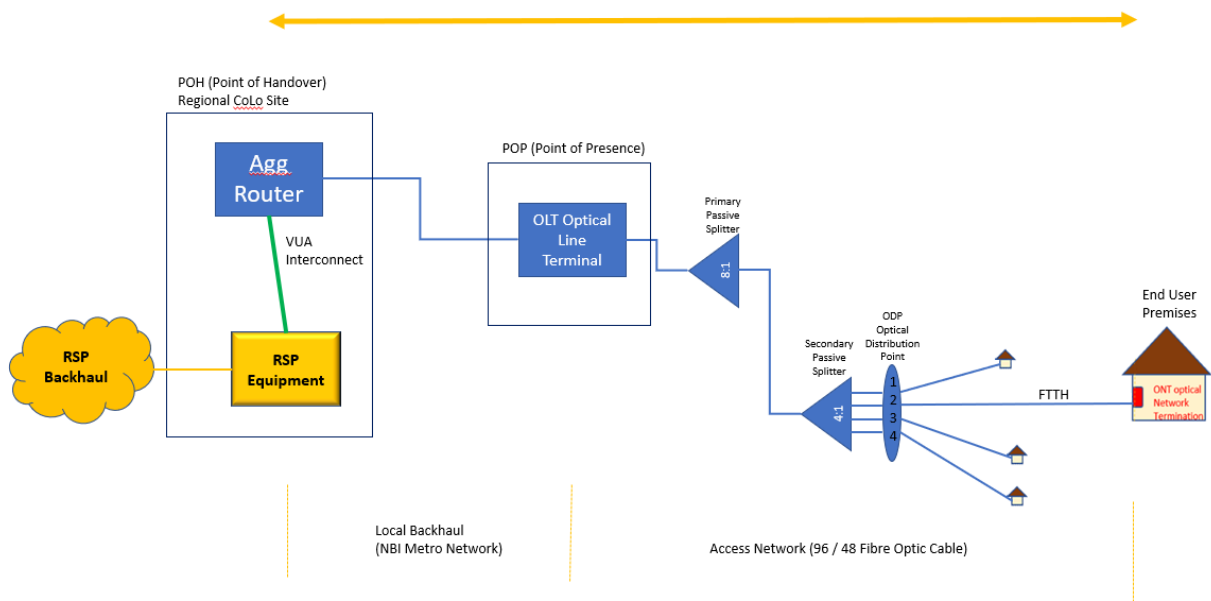 POH (Point of Handover)
Regional CoLo Site
Agg
Router
VUA
Interconnect
RSP
Backhaul
RSP
Equipment
POP (Point of Presence)
OLT Optical
Line
Terminal
Primary
Passive
Splitter
8:1
Secondary
Passive
Splitter
4:1
ODP
Optical
Distribution
Point
1
2
3
4
FTTH
End User
Premises
ONT optical
Network
Termination
Local Backhaul
(NBI Metro Network)
Access Network (96 / 48 Fibre Optic Cable)